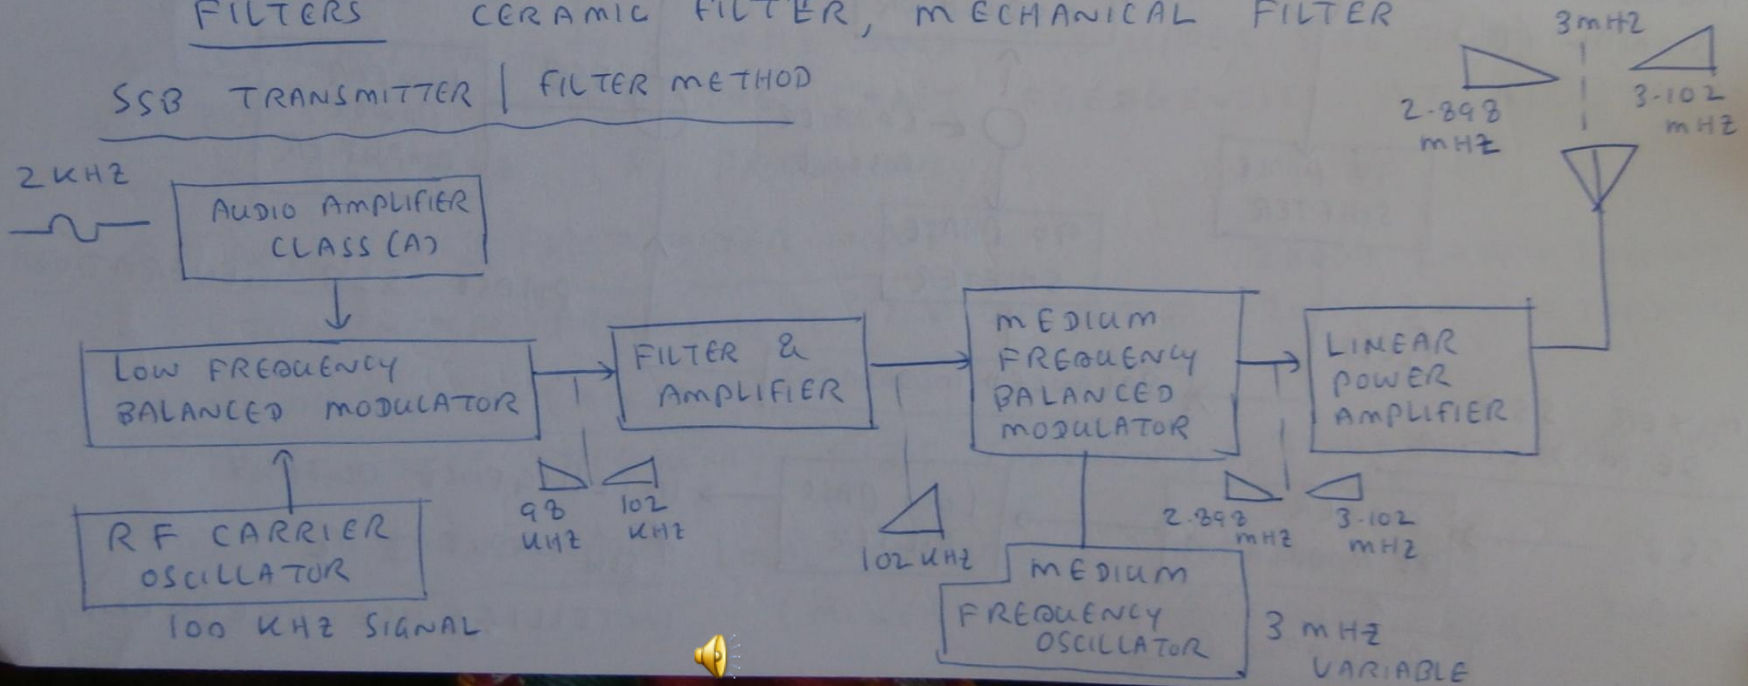 FILTERS CERAMIC FILTER, MECHANICAL FILTER
SSB TRANSMITTER | FILTER METHOD
3 MHZ
2.898
MHZ
3.102
MHZ
2 KHZ
AUDIO AMPLIFIER
CLASS (A)
LOW FREQUENCY
BALANCED MODULATOR
FILTER &
AMPLIFIER
MEDIUM
FREQUENCY
BALANCED
MODULATOR
LINEAR
POWER
AMPLIFIER
98
KHZ
102
KHZ
102 KHZ
2.898
MHZ
3.102
MHZ
RF CARRIER
OSCILLATOR
100 KHZ SIGNAL
MEDIUM
FREQUENCY
OSCILLATOR
3 MHZ
VARIABLE